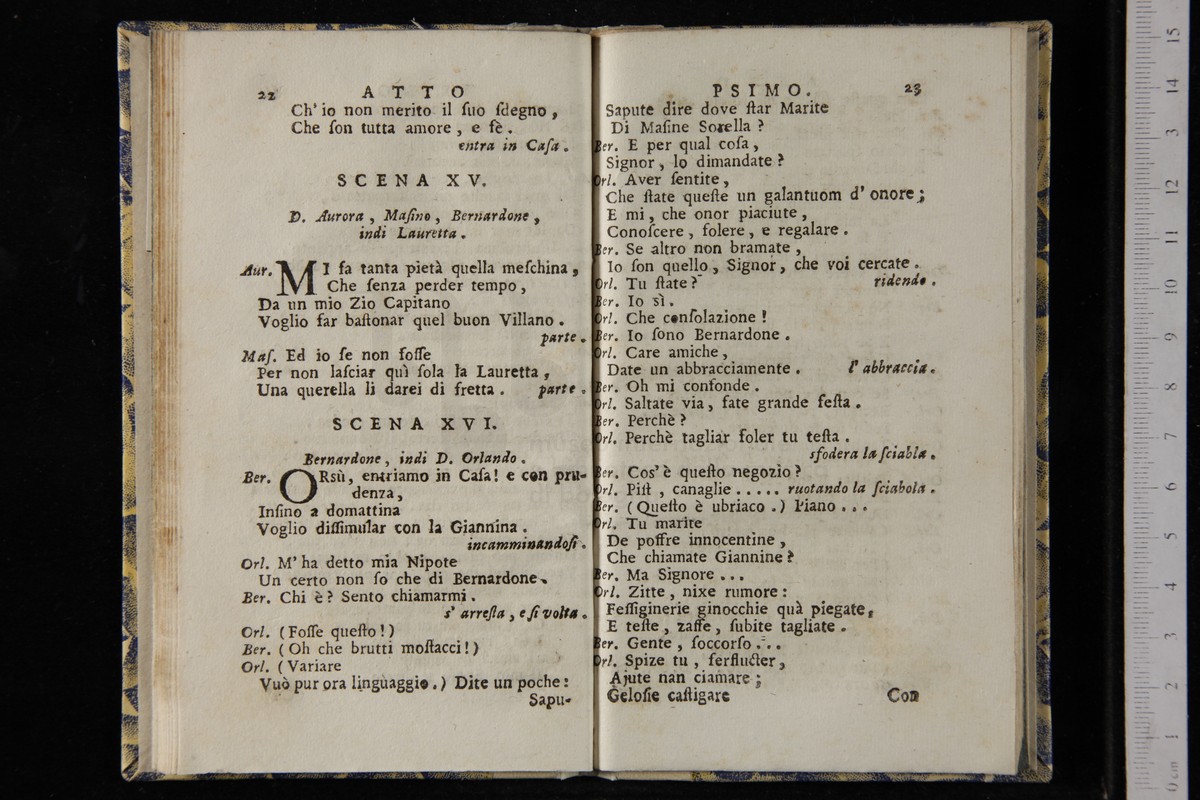 22 ATTO
Ch' io non merito il ſuo ſdegno,
Che ſon tutta amore, e fè.
entra in Caſa.
SCENA XV.
D. Aurora, Maſino, Bernardone,
indi Lauretta.
Aur. MI fa tanta pietà quella meſchina,
Che ſenza perder tempo,
Da un mio Zio Capitano
Voglio far baſtonar quel buon Villano.
parte.
Maſ. Ed io ſe non foſſe
Per non laſciar quì ſola la Lauretta,
Una querella li darei di fretta. parte.
SCENA XVI.
Bernardone, indi D. Orlando.
Ber. ORsù, entriamo in Caſa! e con pru-
denza,
Inſino a domattina
Voglio diſſimular con la Giannina.
incamminandoſi.
Orl. M' ha detto mia Nipote
Un certo non ſo che di Bernardone.
Ber. Chi è? Sento chiamarmi.
s' arreſta, e ſi volta.
Orl. (Foſſe queſto!)
Ber. (Oh che brutti moſtacci!)
Orl. (Variare
Vuò pur ora linguaggio.) Dite un poche:
Sapu-
PSIMO. 23
Sapute dire dove ſtar Marite
Di Maſine Sorella?
Ber. E per qual coſa,
Signor, lo dimandate?
Orl. Aver ſentite,
Che ſtate queſte un galantuom d' onore;
E mi, che onor piaciute,
Conoſcere, ſolere, e regalare.
Ber. Se altro non bramate,
Io ſon quello, Signor, che voi cercate.
Orl. Tu ſtate? ridendo.
Ber. Io sì.
Orl. Che conſolazione!
Ber. Io ſono Bernardone.
Orl. Care amiche,
Date un abbracciamente. l' abbraccia.
Ber. Oh mi confonde.
Orl. Saltate via, fate grande feſta.
Ber. Perchè?
Orl. Perchè tagliar foler tu teſta.
sfodera la ſciabla.
Ber. Cos' è queſto negozio?
Orl. Piſt, canaglie..... ruotando la ſciabola.
Ber. (Queſto è ubriaco.) Piano...
Orl. Tu marite
De poffre innocentine,
Che chiamate Giannine?
Ber. Ma Signore...
Orl. Zitte, nixe rumore:
Feſſiginerie ginocchie quà piegate,
E teſte, zaffe, ſubite tagliate.
Ber. Gente, ſoccorſo...
Orl. Spize tu, ferflucter,
Ajute nan ciamare;
Geloſie caſtigare
Con